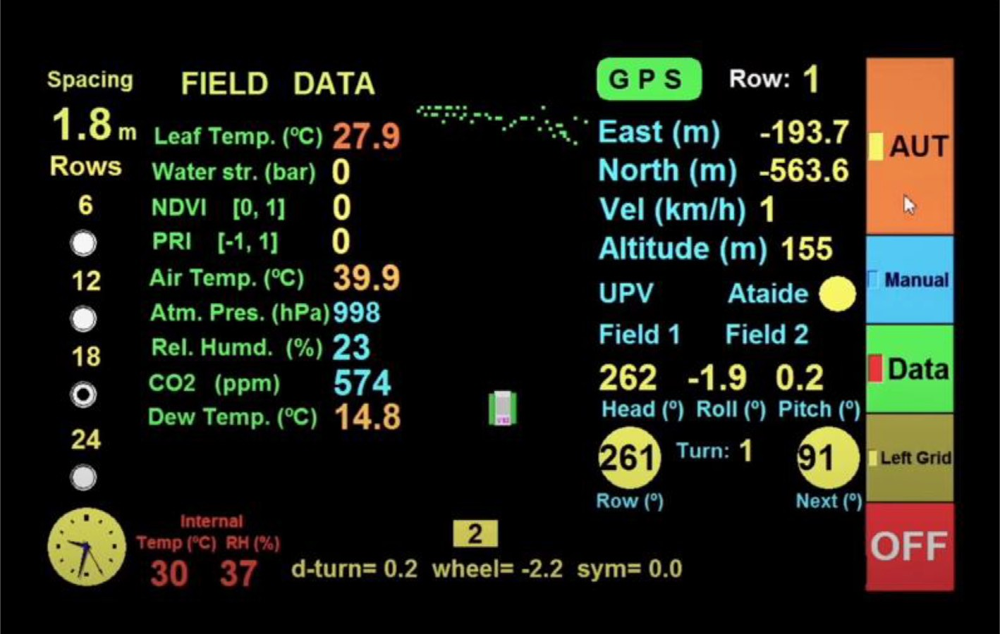 Spacing
1.8 m
Rows
6
12
18
24
FIELD DATA
Leaf Temp. (ºC) 27.9
Water str. (bar) 0
NDVI [0, 1] 0
PRI [-1, 1] 0
Air Temp. (ºC) 39.9
Atm. Pres. (hPa) 998
Rel. Humd. (%) 23
CO2 (ppm) 574
Dew Temp. (ºC) 14.8
Internal
Temp (ºC) RH (%)
30 37
2
d-turn= 0.2 wheel= -2.2 sym= 0.0
GPS Row: 1
East (m) -193.7
North (m) -563.6
Vel (km/h) 1
Altitude (m) 155
UPV Ataide
Field 1 Field 2
262 -1.9 0.2
Head (º) Roll (º) Pitch (º)
261 Turn: 1 91
Row (º) Next (º)
AUT
Manual
Data
Left Grid
OFF